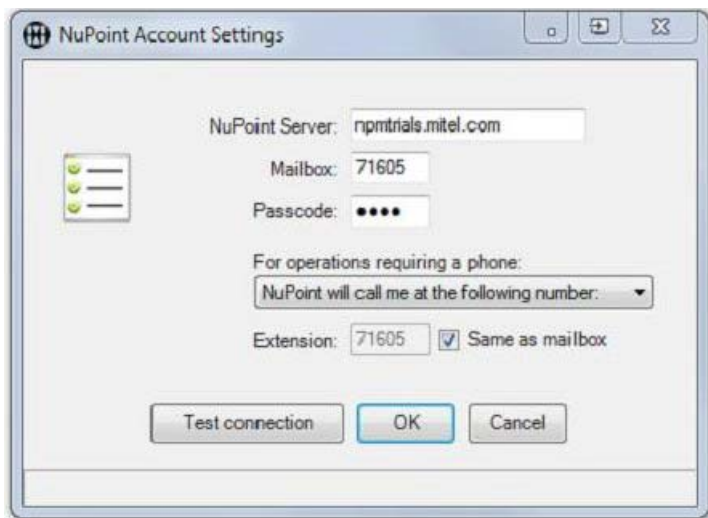 NuPoint Account Settings
NuPoint Server: npmtrials.mitel.com
Mailbox: 71605
Passcode: ••••
For operations requiring a phone:
NuPoint will call me at the following number:
Extension: 71605 Same as mailbox
Test connection OK Cancel